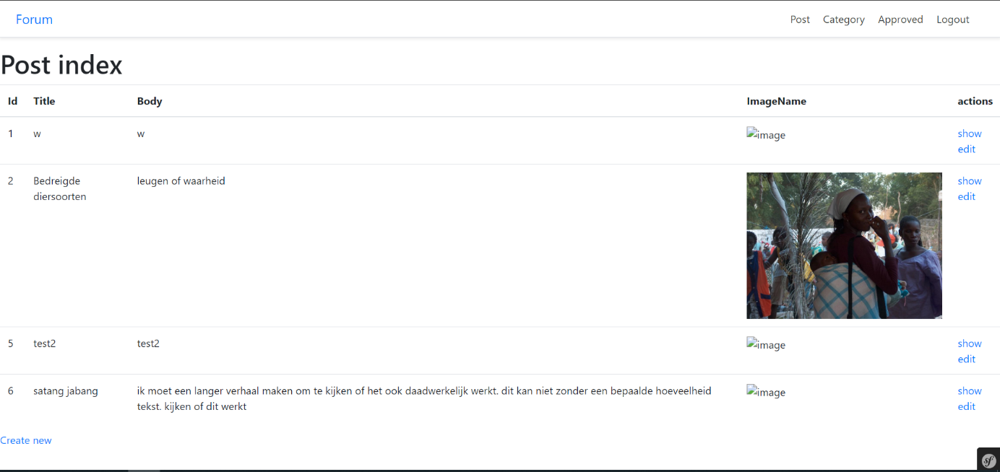 Forum Post Category Approved Logout
Post index
Id Title Body ImageName actions
1 w w image show
edit
2 Bedreigde leugen of waarheid show
diersoorten edit
5 test2 test2 image show
edit
6 satang jabang ik moet een langer verhaal maken om te kijken of het ook daadwerkelijk werkt. dit kan niet zonder een bepaalde hoeveelheid image show
tekst. kijken of dit werkt edit
Create new
sf